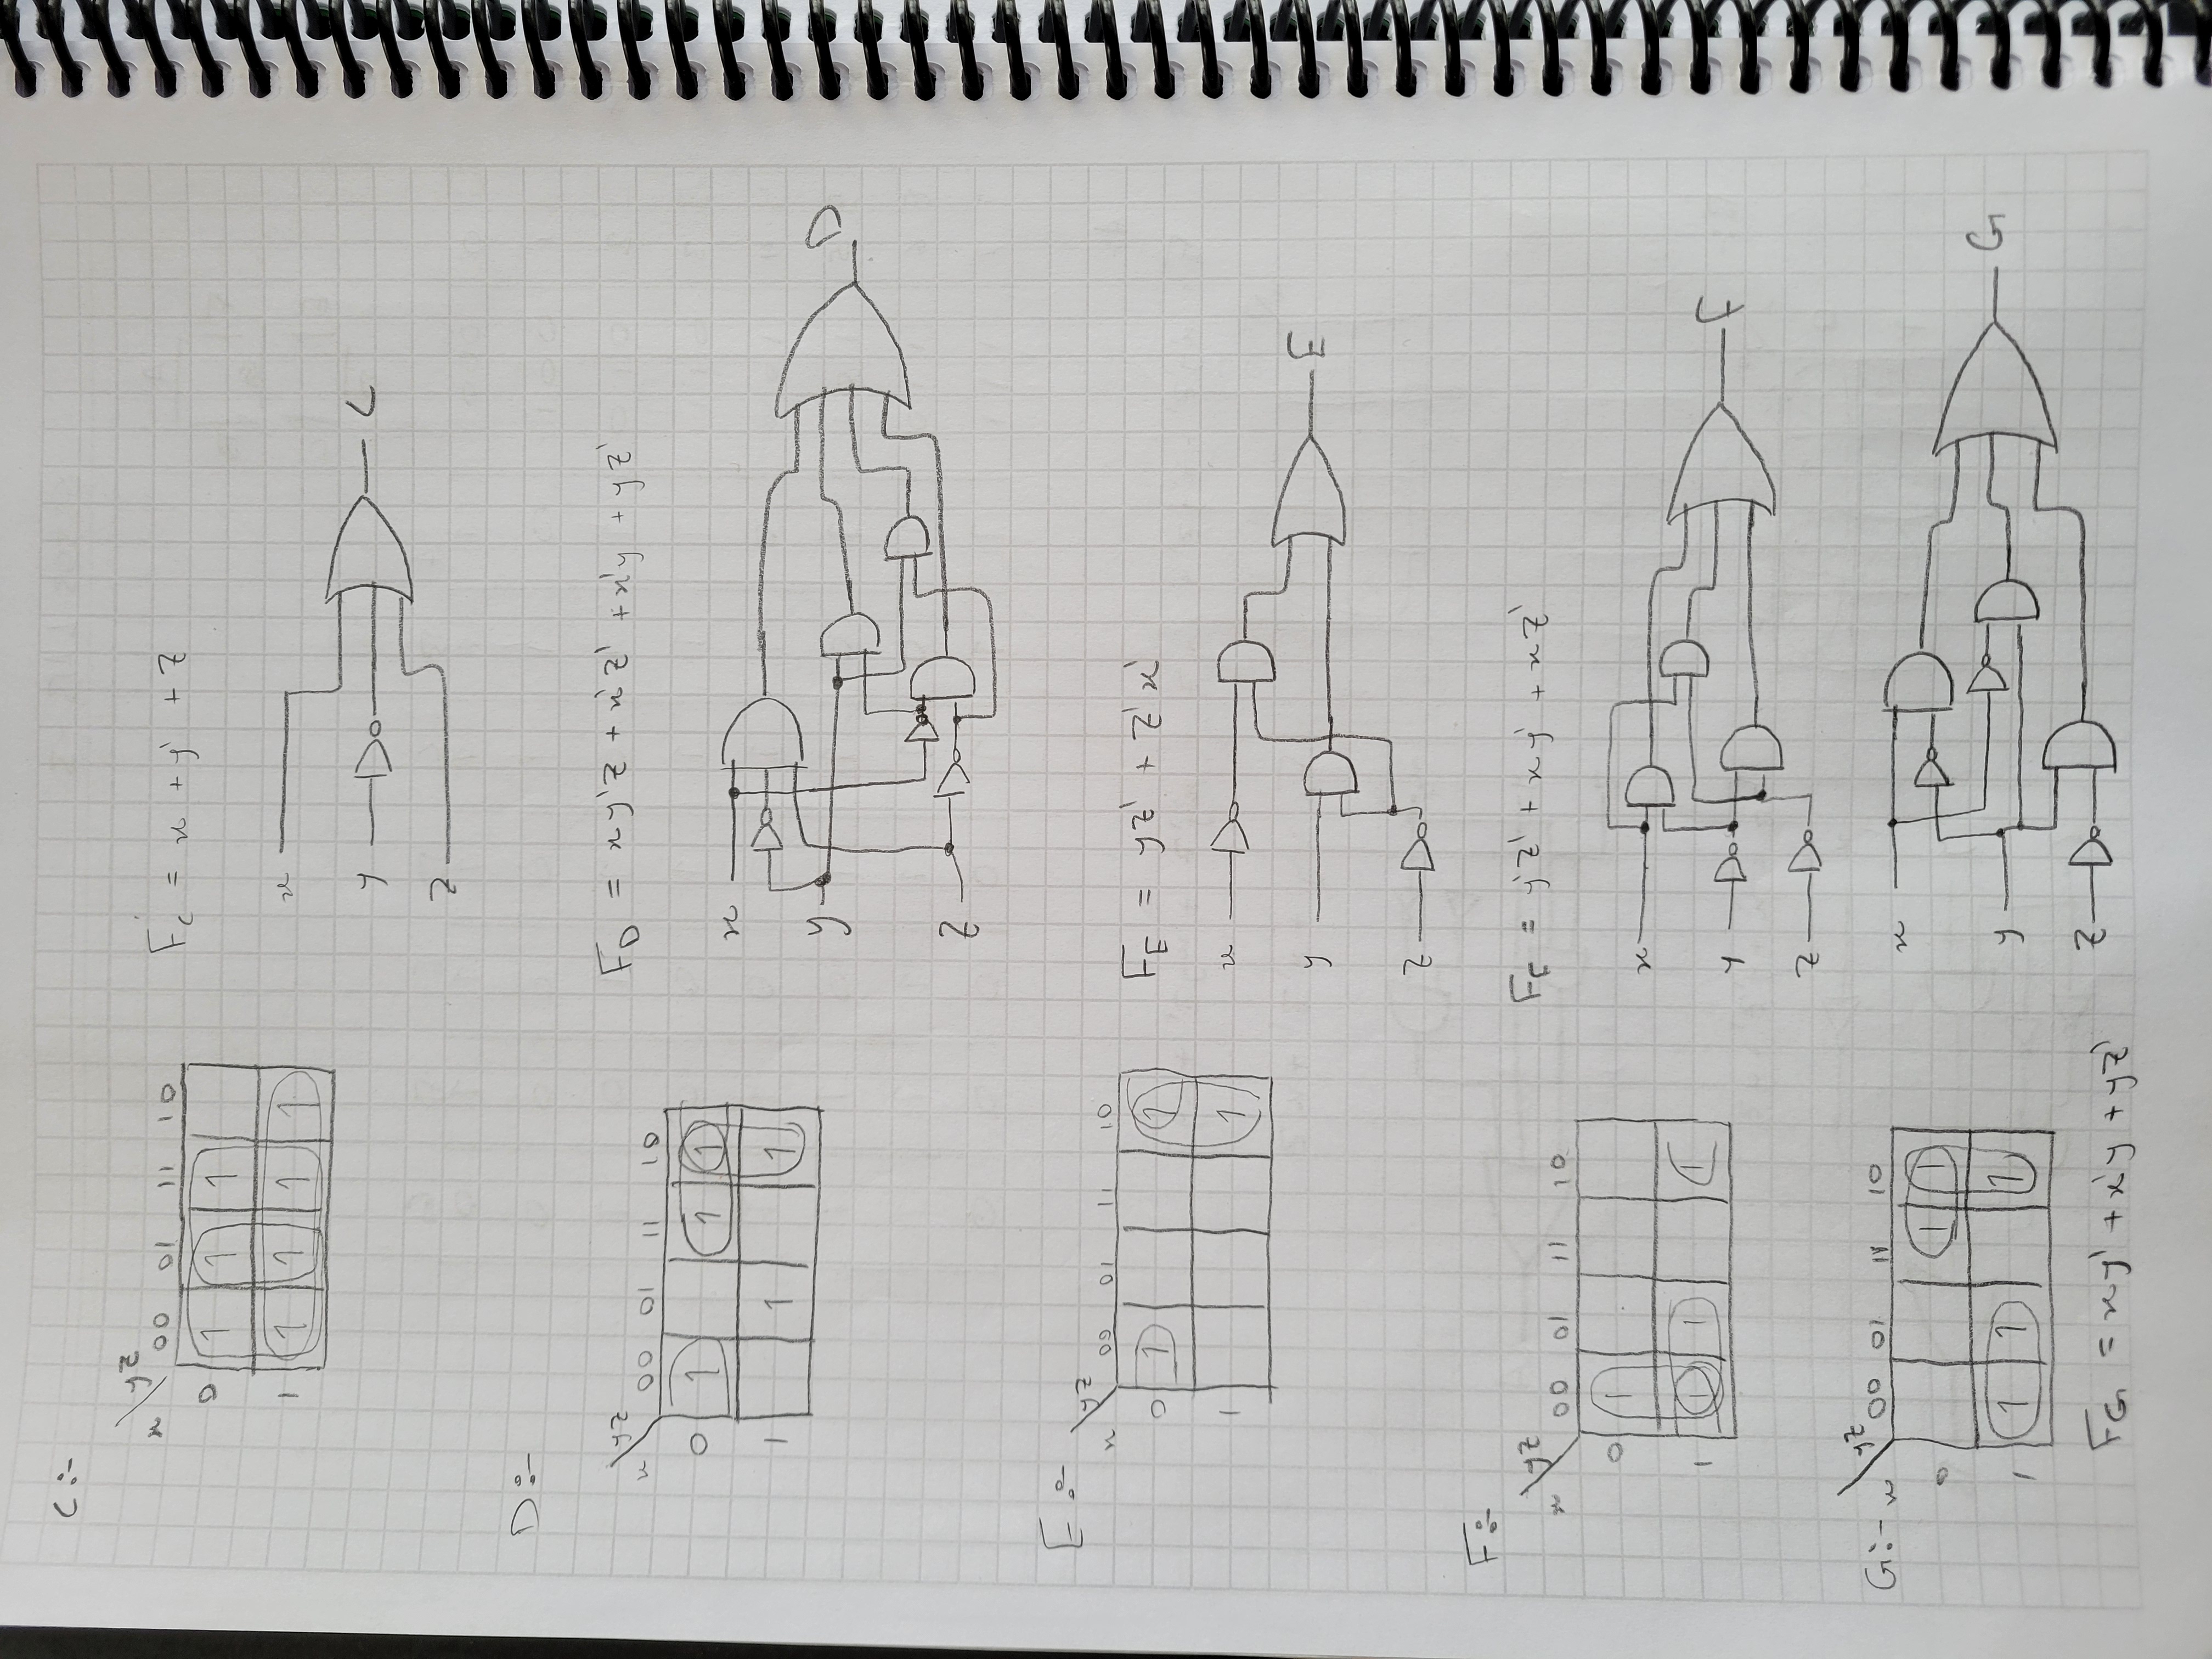 C :-
x \ yz
00 01 11 10
0 1 1 1
1 1 1 1 1
F_C = x + y' + z
x
y
z
C
D :-
x \ yz
00 01 11 10
0 1 1 1
1 1 1
F_D = xy'z + x'z' + x'y + yz'
x
y
z
D
E :-
x \ yz
00 01 11 10
0 1 1
1 1
F_E = yz' + z'x'
x
y
z
E
F :-
x \ yz
00 01 11 10
0 1
1 1 1 1
F_F = y'z' + xy' + xz'
x
y
z
F
G :-
x \ yz
00 01 11 10
0 1 1
1 1 1 1
F_G = xy' + x'y + yz'
x
y
z
G